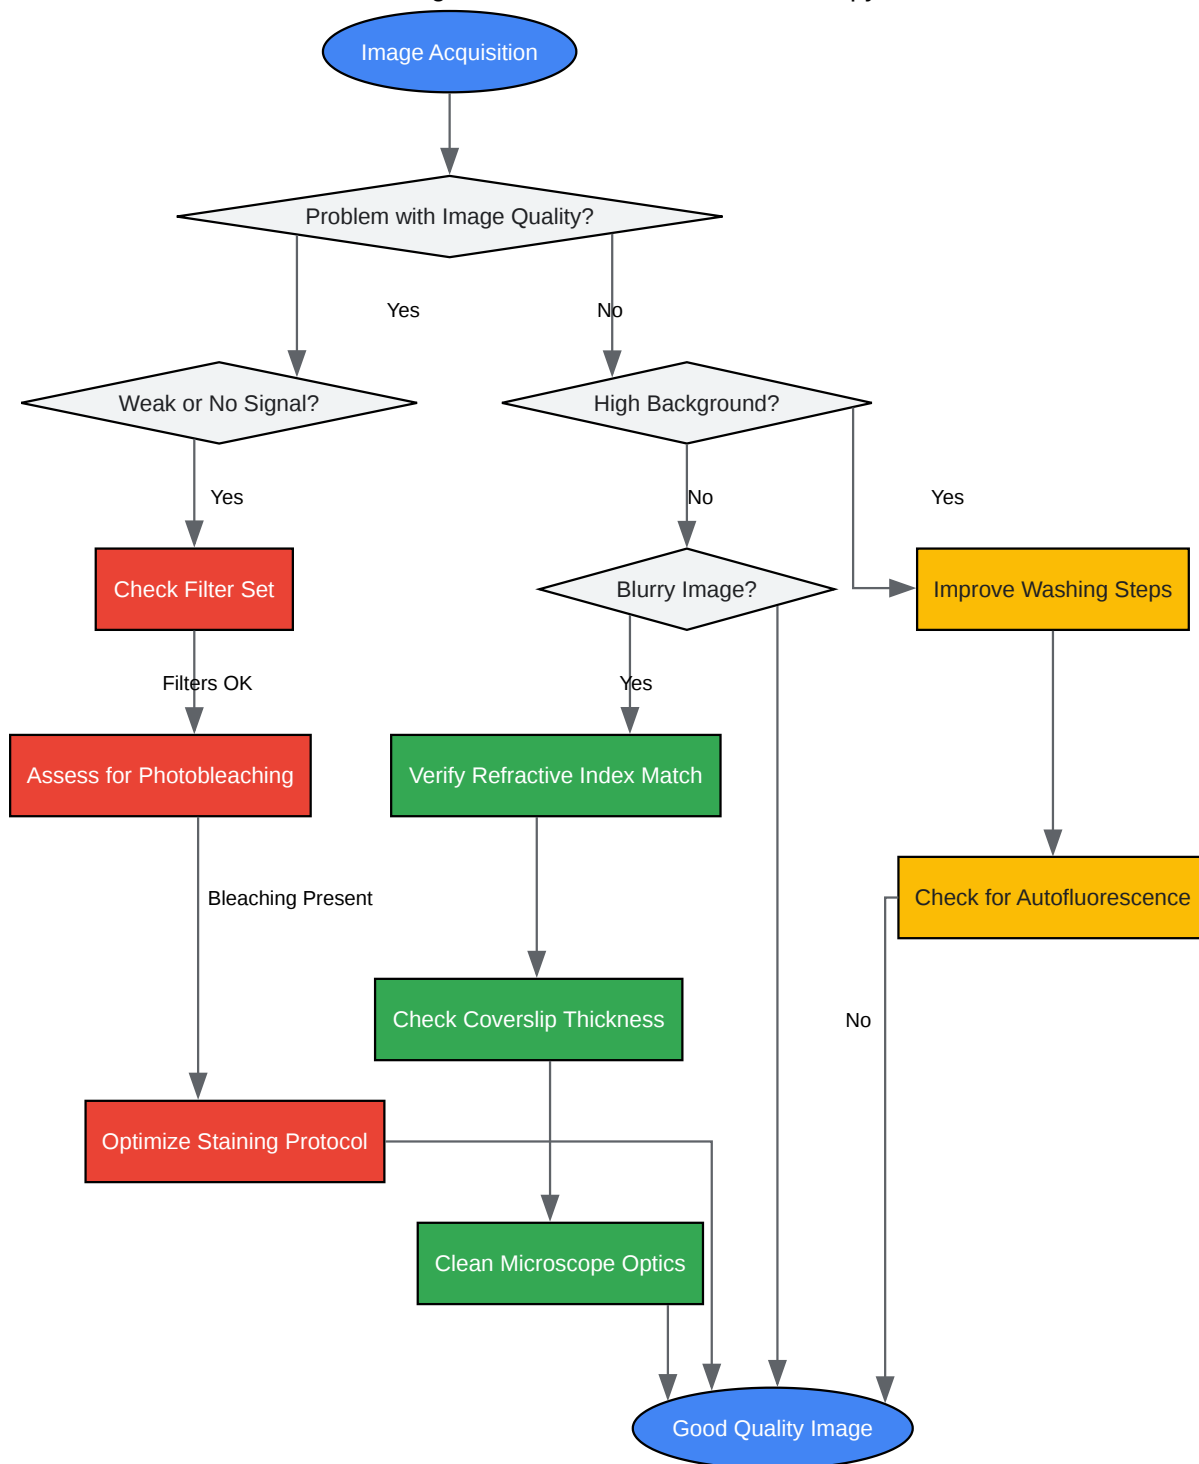 Image Acquisition
Problem with Image Quality?
Yes
No
Weak or No Signal?
High Background?
Yes
No
Yes
Check Filter Set
Blurry Image?
Improve Washing Steps
Filters OK
Yes
Assess for Photobleaching
Verify Refractive Index Match
Bleaching Present
Check for Autofluorescence
Check Coverslip Thickness
No
Optimize Staining Protocol
Clean Microscope Optics
Good Quality Image